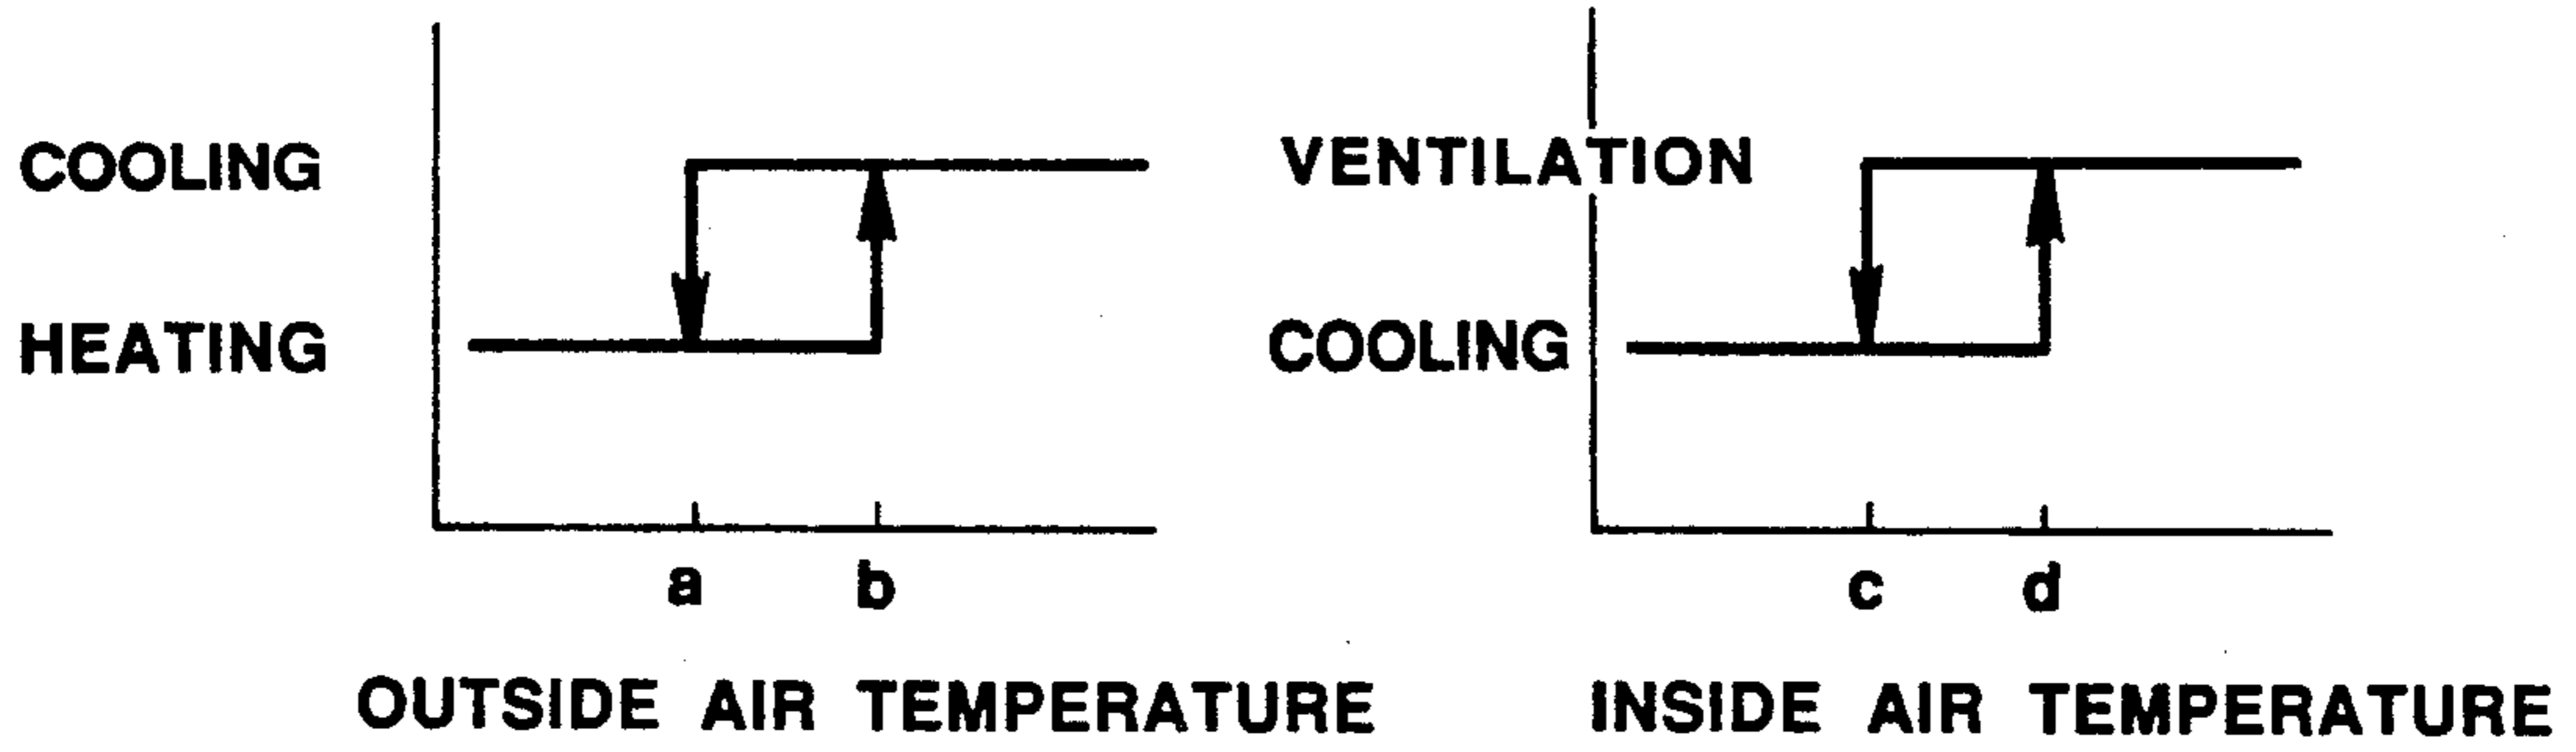 COOLING
HEATING
a b
OUTSIDE AIR TEMPERATURE
VENTILATION
COOLING
c d
INSIDE AIR TEMPERATURE